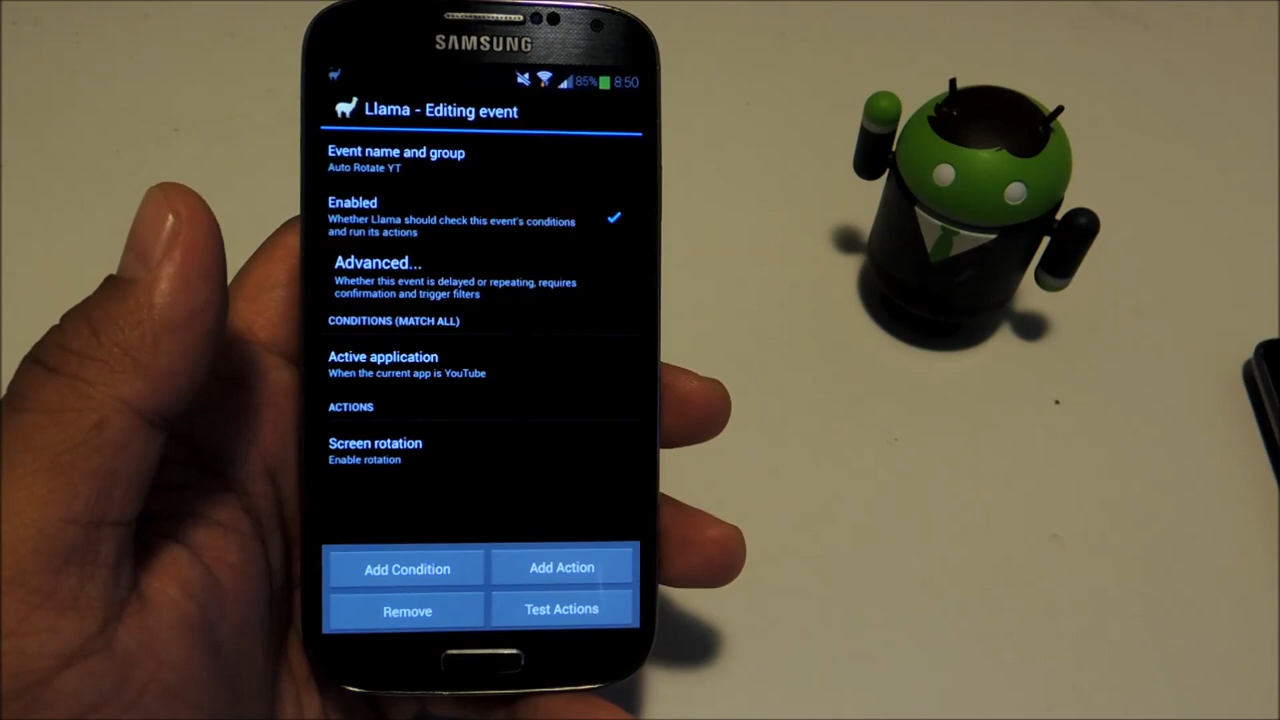 SAMSUNG
85% 8:50
Llama - Editing event
Event name and group
Auto Rotate YT
Enabled
Whether Llama should check this event's conditions
and run its actions
Advanced...
Whether this event is delayed or repeating, requires
confirmation and trigger filters
CONDITIONS (MATCH ALL)
Active application
When the current app is YouTube
ACTIONS
Screen rotation
Enable rotation
Add Condition
Add Action
Remove
Test Actions